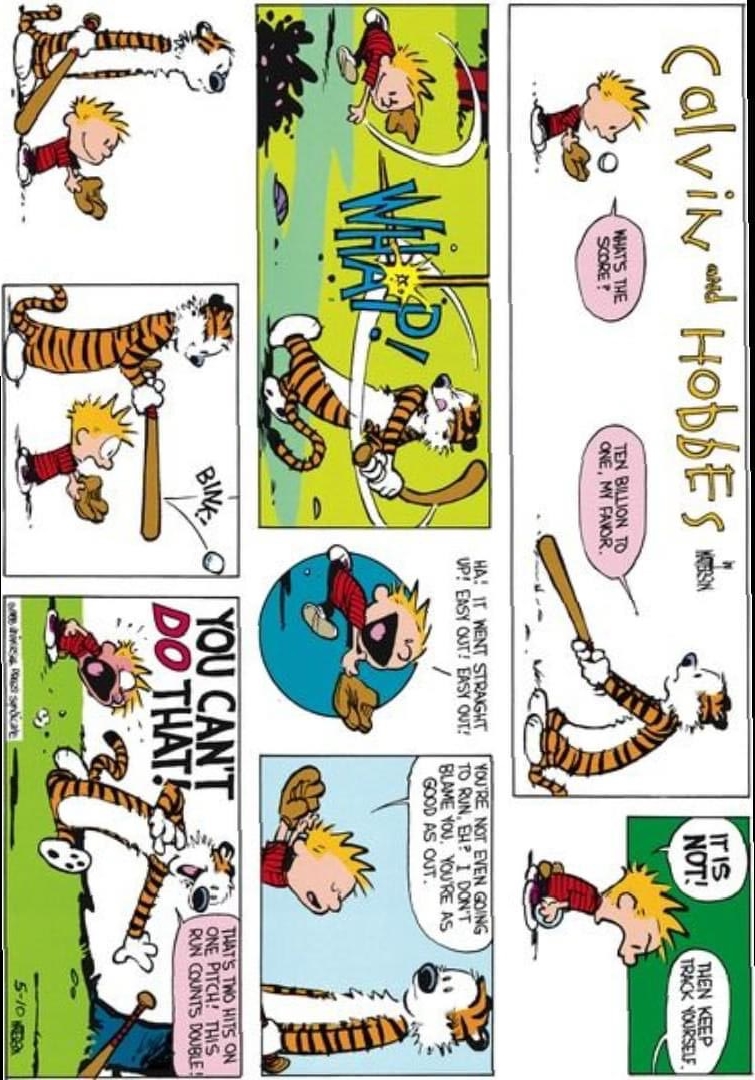 Calvin and HobbEs
by WATTERSON
WHAT'S THE
SCORE?
TEN BILLION TO
ONE, MY FAVOR.
IT IS
NOT!
THEN KEEP
TRACK YOURSELF.
WHAP!
HA! IT WENT STRAIGHT
UP! EASY OUT! EASY OUT!
YOU'RE NOT EVEN GOING
TO RUN, EH? I DON'T
BLAME YOU. YOU'RE AS
GOOD AS OUT.
BINK!
YOU CAN'T
DO THAT!
THAT'S TWO HITS ON
ONE PITCH! THIS
RUN COUNTS DOUBLE!
5-10 WATTERSON